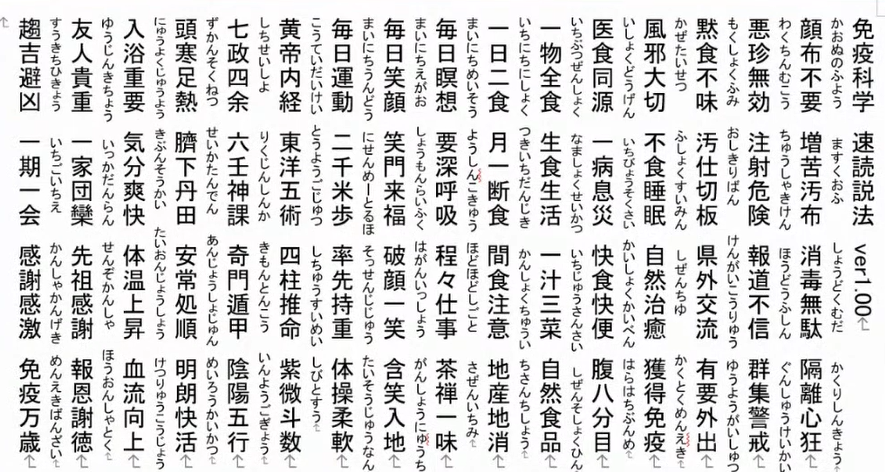 免疫科学 速読説法 ver1.00
かおぬのふよう ますくおふ しょうどくむだ かくりしんきょう
顔布不要 増苦汚布 消毒無駄 隔離心狂
わくちんむこう ちゅうしゃきけん ほうどうふしん ぐんしゅうけいかい
悪珍無効 注射危険 報道不信 群集警戒
もくしょくふみ おしきりばん けんがいこうりゅう ゆうようがいしゅつ
黙食不味 汚仕切板 県外交流 有要外出
かぜたいせつ ふしょくすいみん しぜんちゆ かくとくめんえき
風邪大切 不食睡眠 自然治癒 獲得免疫
いしょくどうげん いちびょうそくさい かいしょくかいべん はらはちぶんめ
医食同源 一病息災 快食快便 腹八分目
いちぶつぜんしょく なましょくせいかつ いちじゅうさんさい しぜんそしょくひん
一物全食 生食生活 一汁三菜 自然食品
いちにちにしょく つきいちだんじき かんしょくちゅうい ちさんちしょう
一日二食 月一断食 間食注意 地産地消
まいにちめいそう ようしんこきゅう ほどほどしごと さぜんいちみ
毎日瞑想 要深呼吸 程々仕事 茶禅一味
まいにちえがお しょうもんらいふく はがんいっしょう がんしょうにゅうち
毎日笑顔 笑門来福 破顔一笑 含笑入地
まいにちうんどう にせんめーとるほ そっせんじじゅう たいそうじゅうなん
毎日運動 二千米歩 率先持重 体操柔軟
こうていだいけい とうようごじゅつ しちゅうすいめい しびとすう
黄帝内経 東洋五術 四柱推命 紫微斗数
しちせいしよ りくじんしんか きもんとんこう いんようごぎょう
七政四余 六壬神課 奇門遁甲 陰陽五行
ずかんそくねつ せいかたんでん あんじょうしょじゅん めいろうかいかつ
頭寒足熱 臍下丹田 安常処順 明朗快活
にゅうよくじゅうよう きぶんそうかい たいおんじょうしょう けつりゅうこうじょう
入浴重要 気分爽快 体温上昇 血流向上
ゆうじんきちょう いっかだんらん せんぞかんしゃ ほうおんしゃとく
友人貴重 一家団欒 先祖感謝 報恩謝徳
すうきちひきょう いちごいちえ かんしゃかんげき めんえきばんざい
趨吉避凶 一期一会 感謝感激 免疫万歳